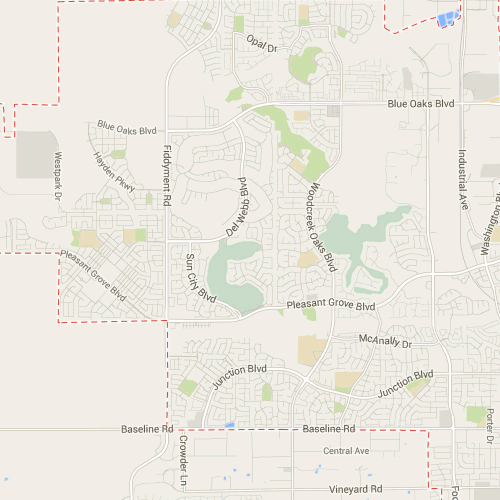 Opal Dr
Blue Oaks Blvd
Blue Oaks Blvd
Hayden Pkwy
Westpark Dr
Fiddyment Rd
Industrial Ave
Del Webb Blvd
Woodcreek Oaks Blvd
Washington Blvd
Pleasant Grove Blvd
Sun City Blvd
Pleasant Grove Blvd
McAnally Dr
Junction Blvd
Junction Blvd
Porter Dr
Baseline Rd
Baseline Rd
Crowder Ln
Central Ave
Vineyard Rd